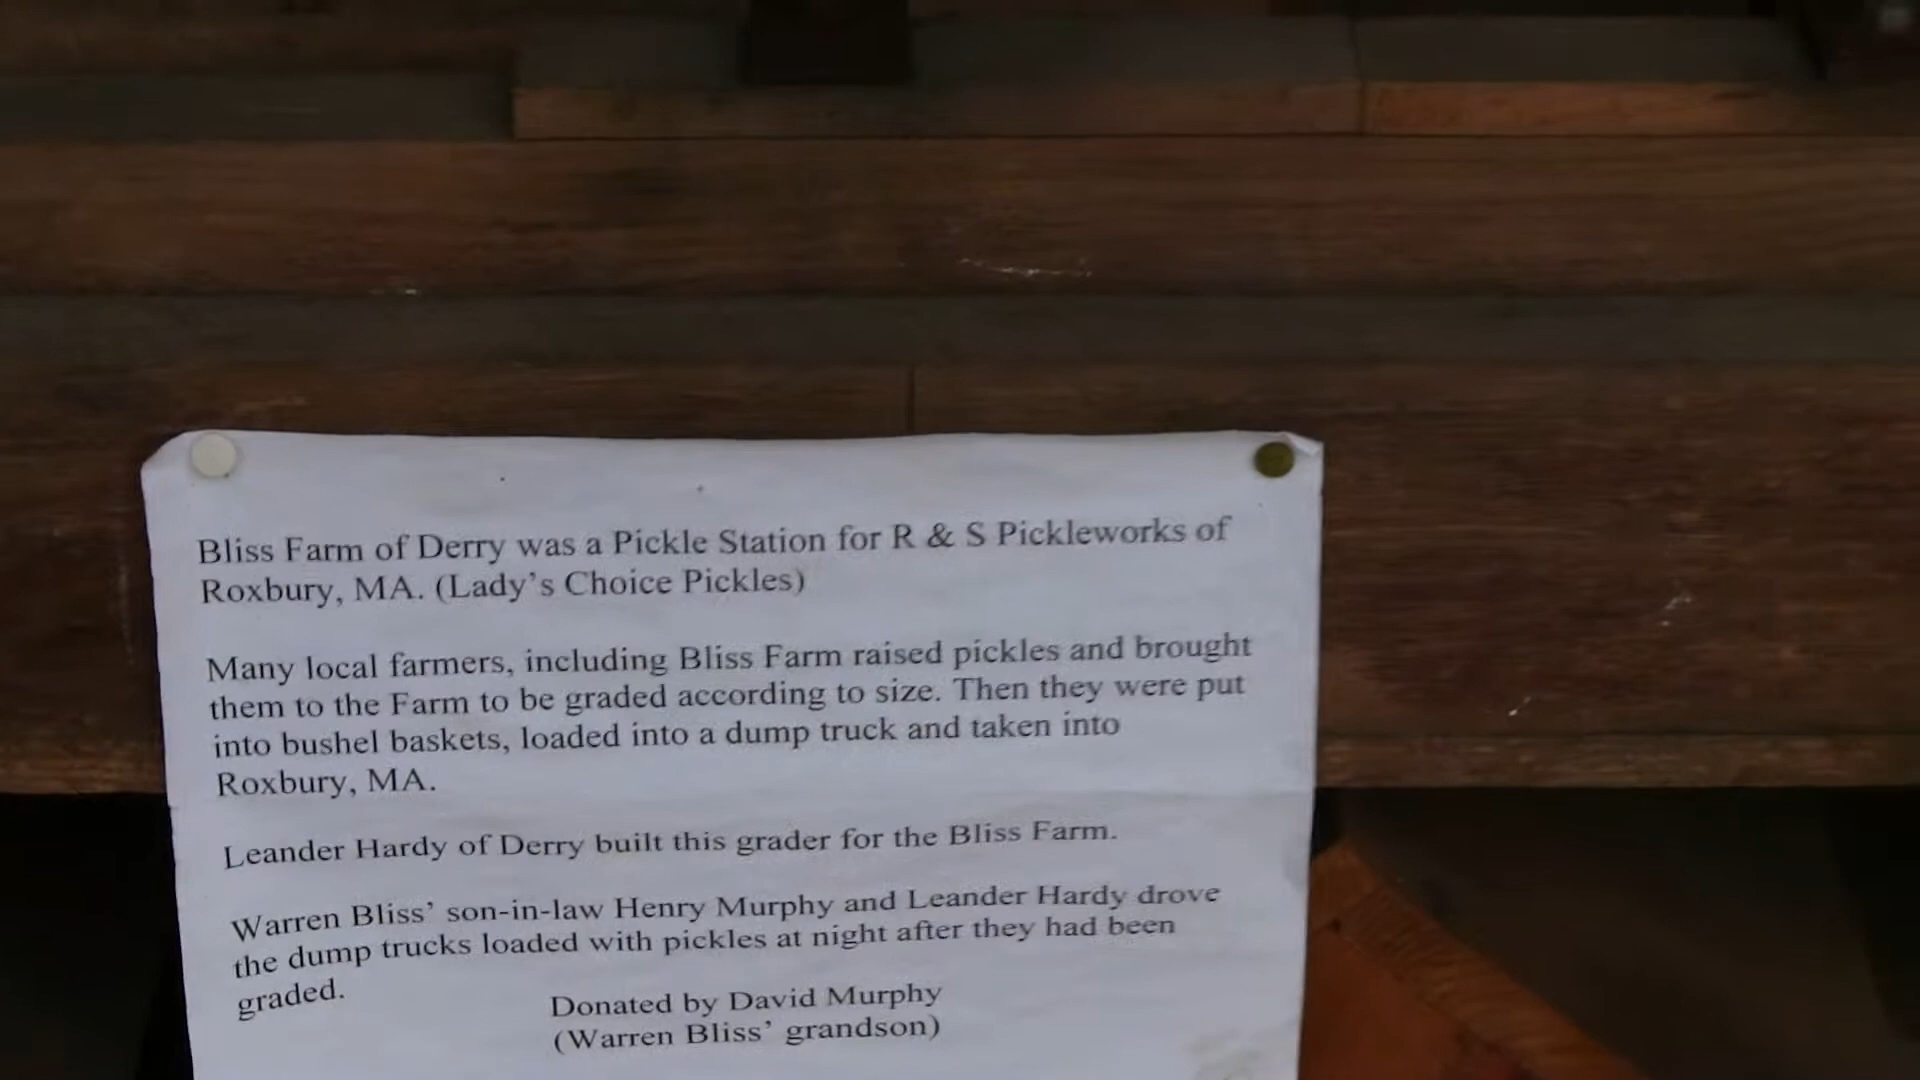 Bliss Farm of Derry was a Pickle Station for R & S Pickleworks of
Roxbury, MA. (Lady's Choice Pickles)
Many local farmers, including Bliss Farm raised pickles and brought
them to the Farm to be graded according to size. Then they were put
into bushel baskets, loaded into a dump truck and taken into
Roxbury, MA.
Leander Hardy of Derry built this grader for the Bliss Farm.
Warren Bliss' son-in-law Henry Murphy and Leander Hardy drove
the dump trucks loaded with pickles at night after they had been
graded.
Donated by David Murphy
(Warren Bliss' grandson)